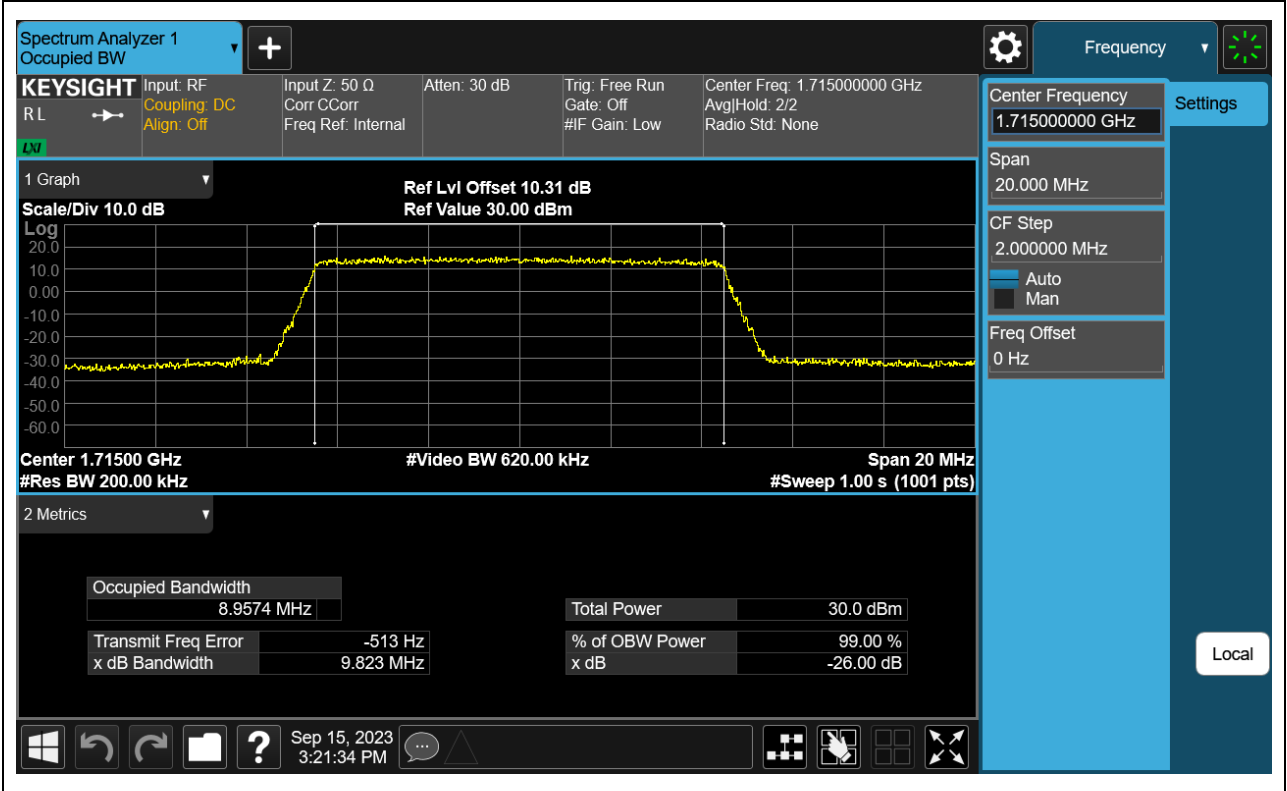 Spectrum Analyzer 1
Occupied BW
Frequency
KEYSIGHT
R L
LXI
Input: RF
Coupling: DC
Align: Off
Input Z: 50 Ω
Corr CCorr
Freq Ref: Internal
Atten: 30 dB
Trig: Free Run
Gate: Off
#IF Gain: Low
Center Freq: 1.715000000 GHz
Avg|Hold: 2/2
Radio Std: None
Center Frequency
1.715000000 GHz
Settings
Span
20.000 MHz
CF Step
2.000000 MHz
Auto
Man
Freq Offset
0 Hz
Local
1 Graph
Ref Lvl Offset 10.31 dB
Scale/Div 10.0 dB
Ref Value 30.00 dBm
Log
20.0
10.0
0.00
-10.0
-20.0
-30.0
-40.0
-50.0
-60.0
Center 1.71500 GHz
#Video BW 620.00 kHz
Span 20 MHz
#Res BW 200.00 kHz
#Sweep 1.00 s (1001 pts)
2 Metrics
Occupied Bandwidth
8.9574 MHz
Total Power 30.0 dBm
Transmit Freq Error -513 Hz
% of OBW Power 99.00 %
x dB Bandwidth 9.823 MHz
x dB -26.00 dB
?
Sep 15, 2023
3:21:34 PM